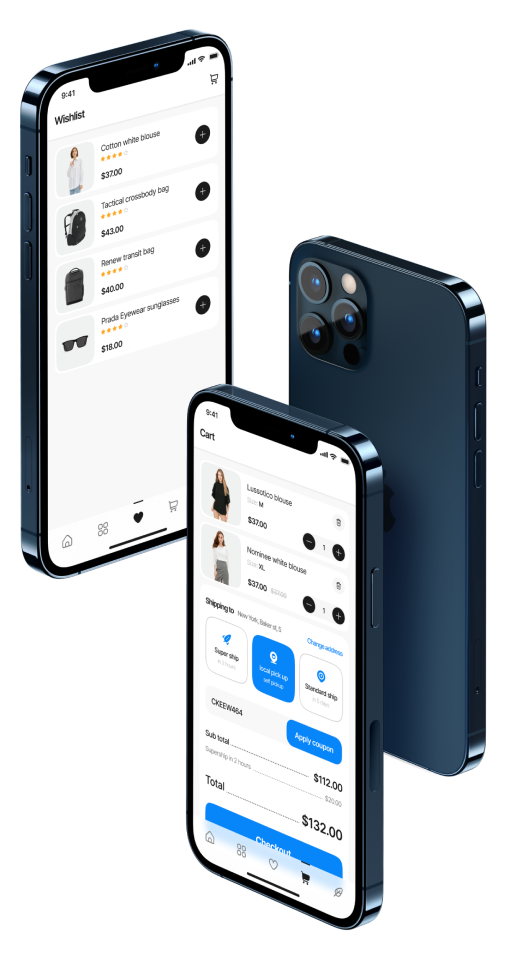 9:41
Wishlist
Cotton white blouse
$37.00
Tactical crossbody bag
$43.00
Renew transit bag
$40.00
Prada Eyewear sunglasses
$18.00
9:41
Cart
Lussotico blouse
Size: M
$37.00
1
Nominee white blouse
Size: XL
$37.00
1
Shipping to New York, Baker st, 5
Change address
Super ship
in 2 hours
local pick up
self pickup
Standard ship
in 5 days
CKEEW464
Apply coupon
Sub total
$112.00
Supership in 2 hours
$20.00
Total
$132.00
Checkout